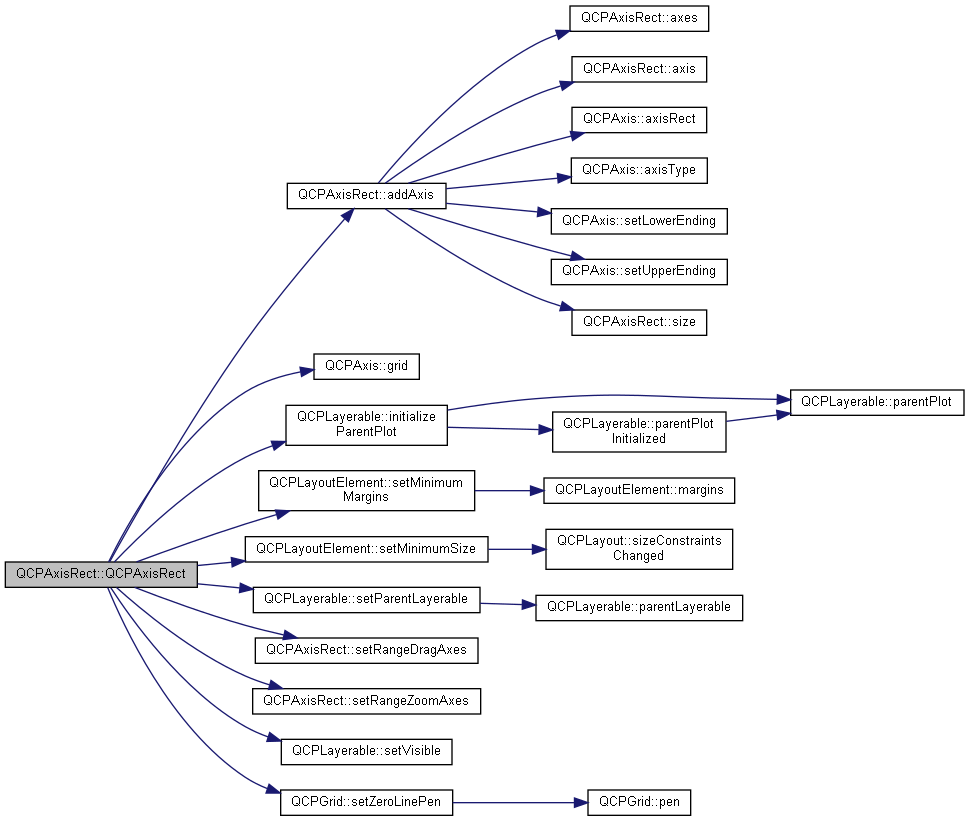 QCPAxisRect::axes
QCPAxisRect::axis
QCPAxis::axisRect
QCPAxis::axisType
QCPAxisRect::addAxis
QCPAxis::setLowerEnding
QCPAxis::setUpperEnding
QCPAxisRect::size
QCPAxis::grid
QCPLayerable::parentPlot
QCPLayerable::initialize
ParentPlot
QCPLayerable::parentPlot
Initialized
QCPLayoutElement::setMinimum
Margins
QCPLayoutElement::margins
QCPLayoutElement::setMinimumSize
QCPLayout::sizeConstraints
Changed
QCPAxisRect::QCPAxisRect
QCPLayerable::setParentLayerable
QCPLayerable::parentLayerable
QCPAxisRect::setRangeDragAxes
QCPAxisRect::setRangeZoomAxes
QCPLayerable::setVisible
QCPGrid::setZeroLinePen
QCPGrid::pen